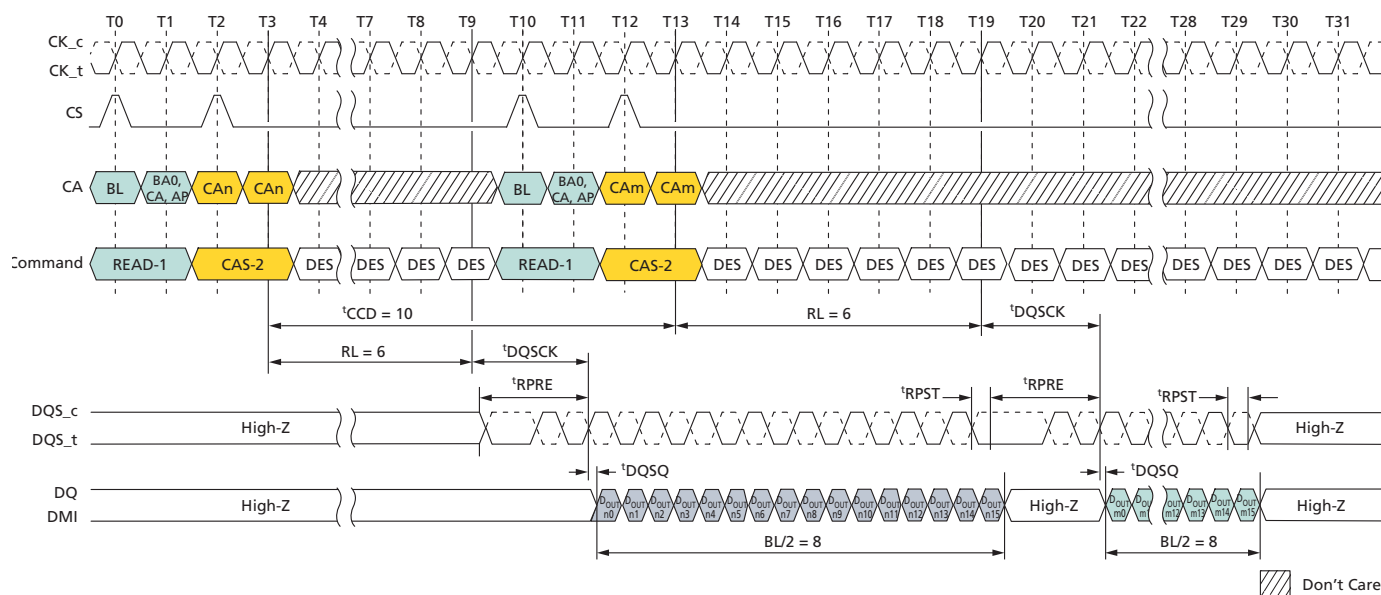 T0 T1 T2 T3 T4 T7 T8 T9 T10 T11 T12 T13 T14 T15 T16 T17 T18 T19 T20 T21 T22 T28 T29 T30 T31
CK_c
CK_t
CS
CA BL BA0, CA, AP CAn CAn BL BA0, CA, AP CAm CAm
Command READ-1 CAS-2 DES DES DES DES READ-1 CAS-2 DES DES DES DES DES DES DES DES DES DES DES DES DES
tCCD = 10 RL = 6 tDQSCK
RL = 6 tDQSCK
tRPRE tRPST tRPRE tRPST
DQS_c
DQS_t High-Z High-Z
tDQSQ tDQSQ
DQ
DMI High-Z DOUT n0 DOUT n1 DOUT n2 DOUT n3 DOUT n4 DOUT n5 DOUT n6 DOUT n7 DOUT n8 DOUT n9 DOUT n10 DOUT n11 DOUT n12 DOUT n13 DOUT n14 DOUT n15 High-Z DOUT m0 DOUT m12 DOUT m13 DOUT m14 DOUT m15 High-Z
BL/2 = 8 BL/2 = 8
Don't Care